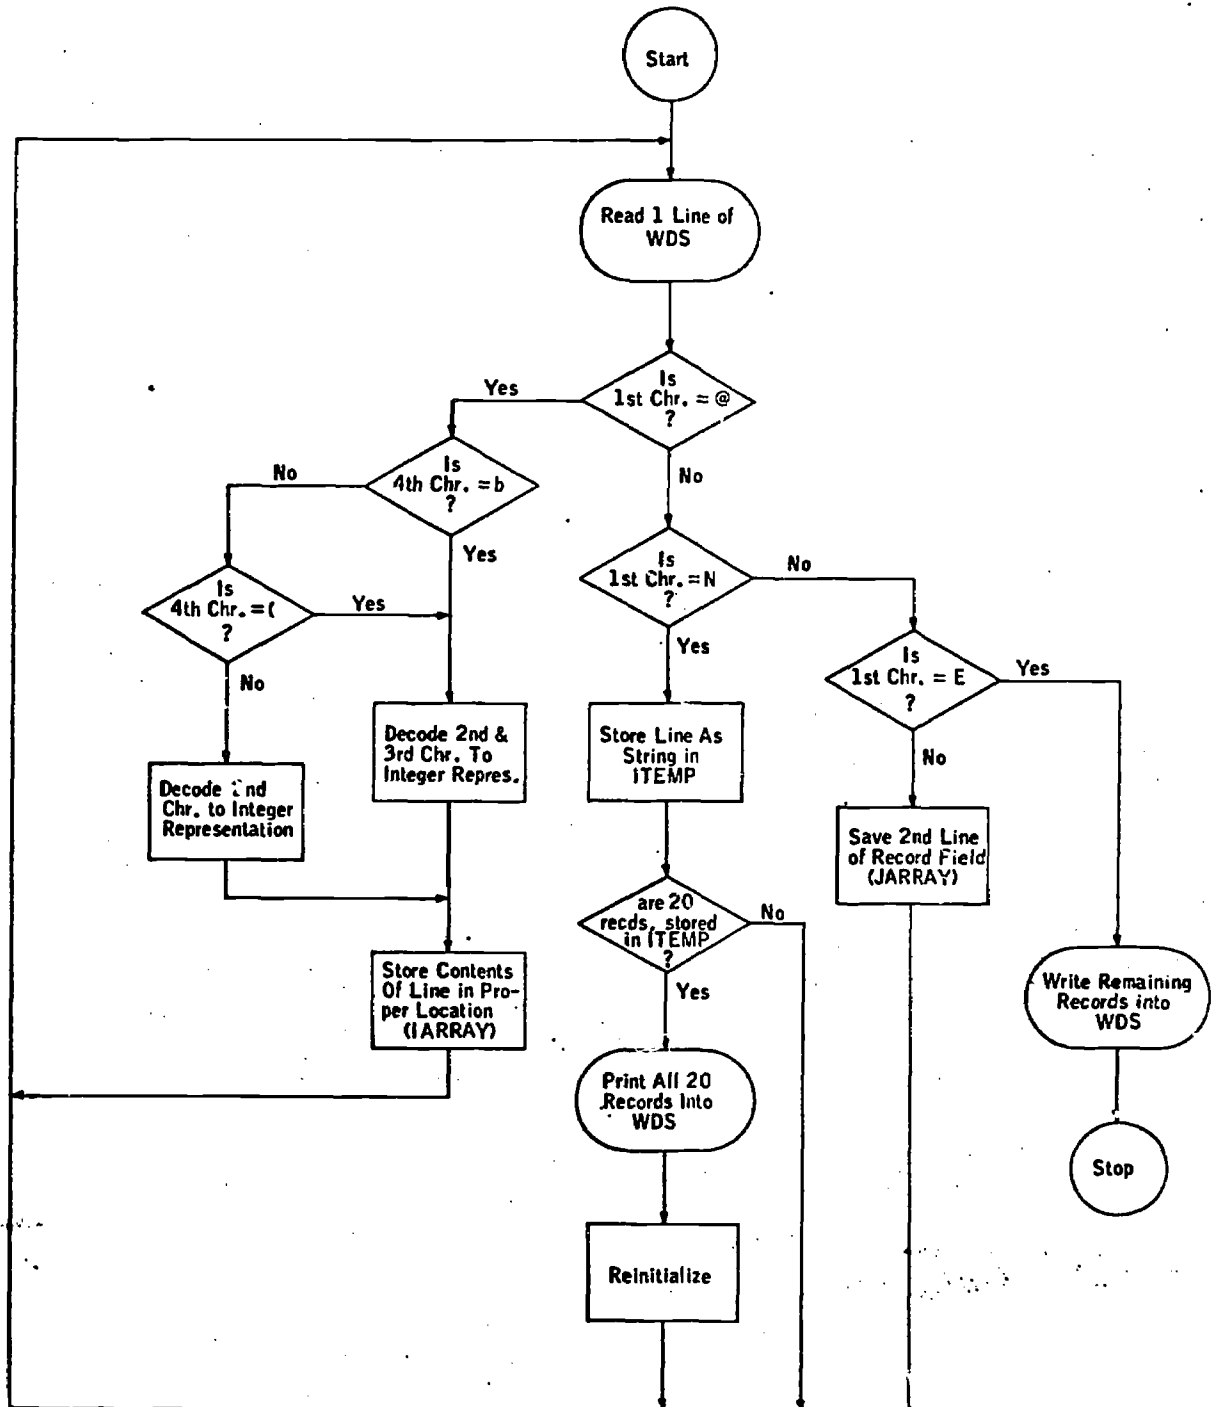 Start
Read 1 Line of
WDS
Is
1st Chr. = @
?
Yes
No
Is
4th Chr. = b
?
No
Yes
Is
1st Chr. = N
?
No
Yes
Is
4th Chr. = (
?
Yes
No
Is
1st Chr. = E
?
Yes
No
Decode 2nd &
3rd Chr. To
Integer Repres.
Store Line As
String in
ITEMP
Decode 2nd
Chr. to Integer
Representation
Save 2nd Line
of Record Field
(JARRAY)
are 20
recds. stored
in ITEMP
?
No
Yes
Store Contents
Of Line in Pro-
per Location
(IARRAY)
Write Remaining
Records into
WDS
Print All 20
Records Into
WDS
Stop
Reinitialize